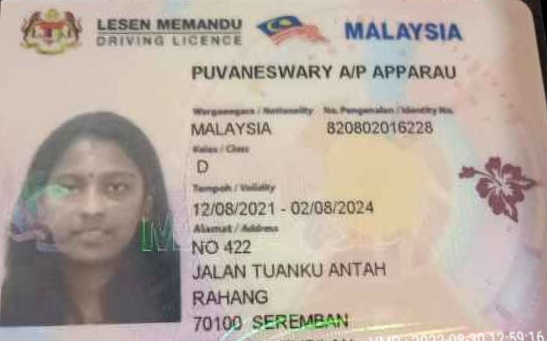 LESEN MEMANDU
DRIVING LICENCE
MALAYSIA
PUVANESWARY A/P APPARAU
Warganegara / Nationality No. Pengenalan / Identity No.
MALAYSIA 820802016228
Kelas / Class
D
Tempoh / Validity
12/08/2021 - 02/08/2024
Alamat / Address
NO 422
JALAN TUANKU ANTAH
RAHANG
70100 SEREMBAN
2022-08-30 12:59:16